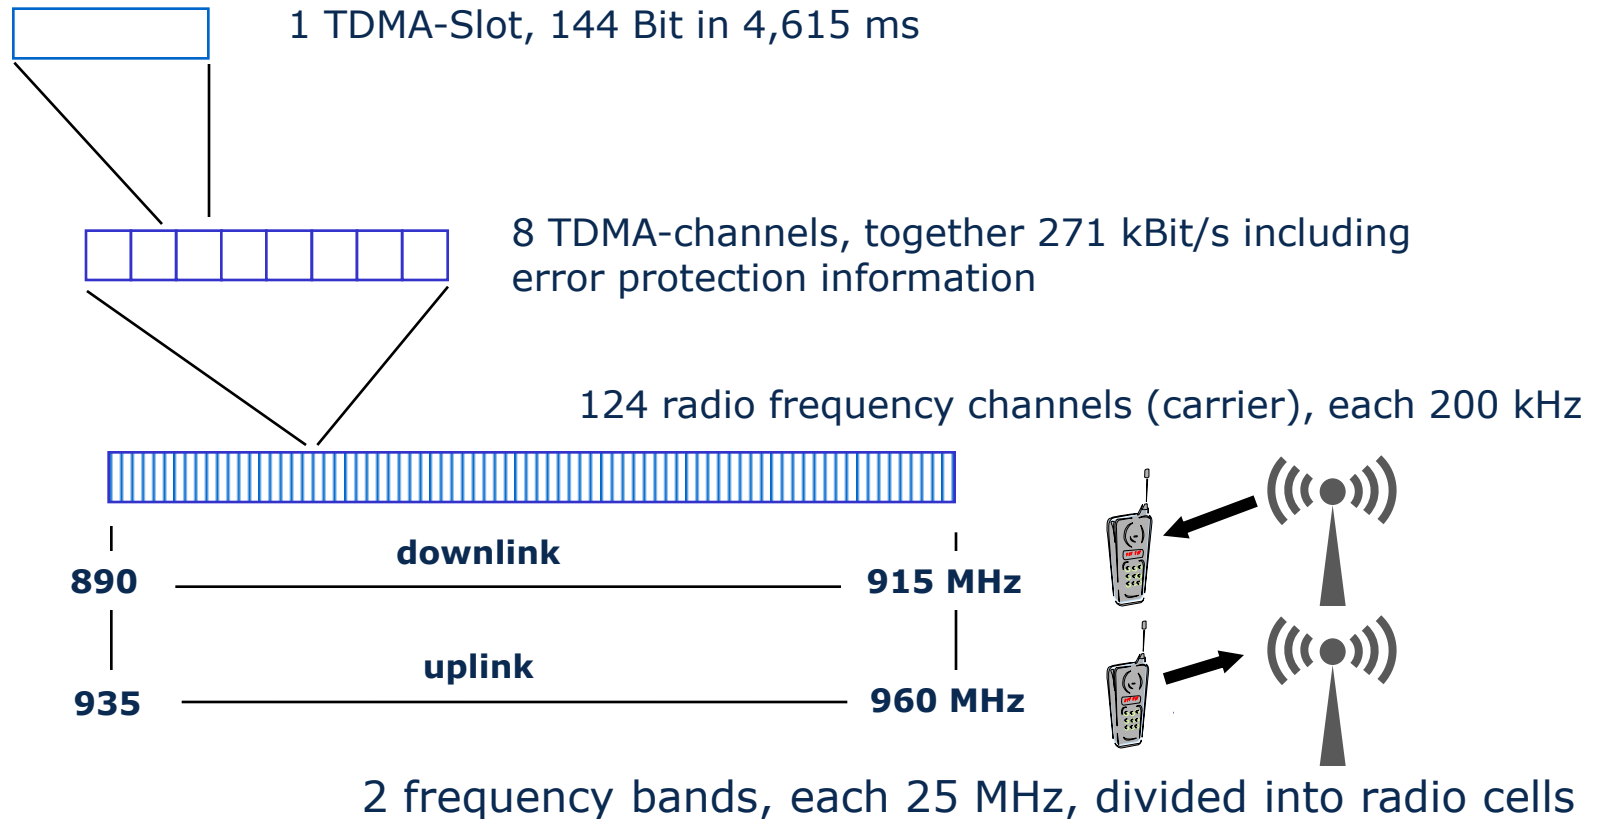 1 TDMA-Slot, 144 Bit in 4,615 ms
8 TDMA-channels, together 271 kBit/s including
error protection information
124 radio frequency channels (carrier), each 200 kHz
downlink
890
915 MHz
uplink
935
960 MHz
2 frequency bands, each 25 MHz, divided into radio cells